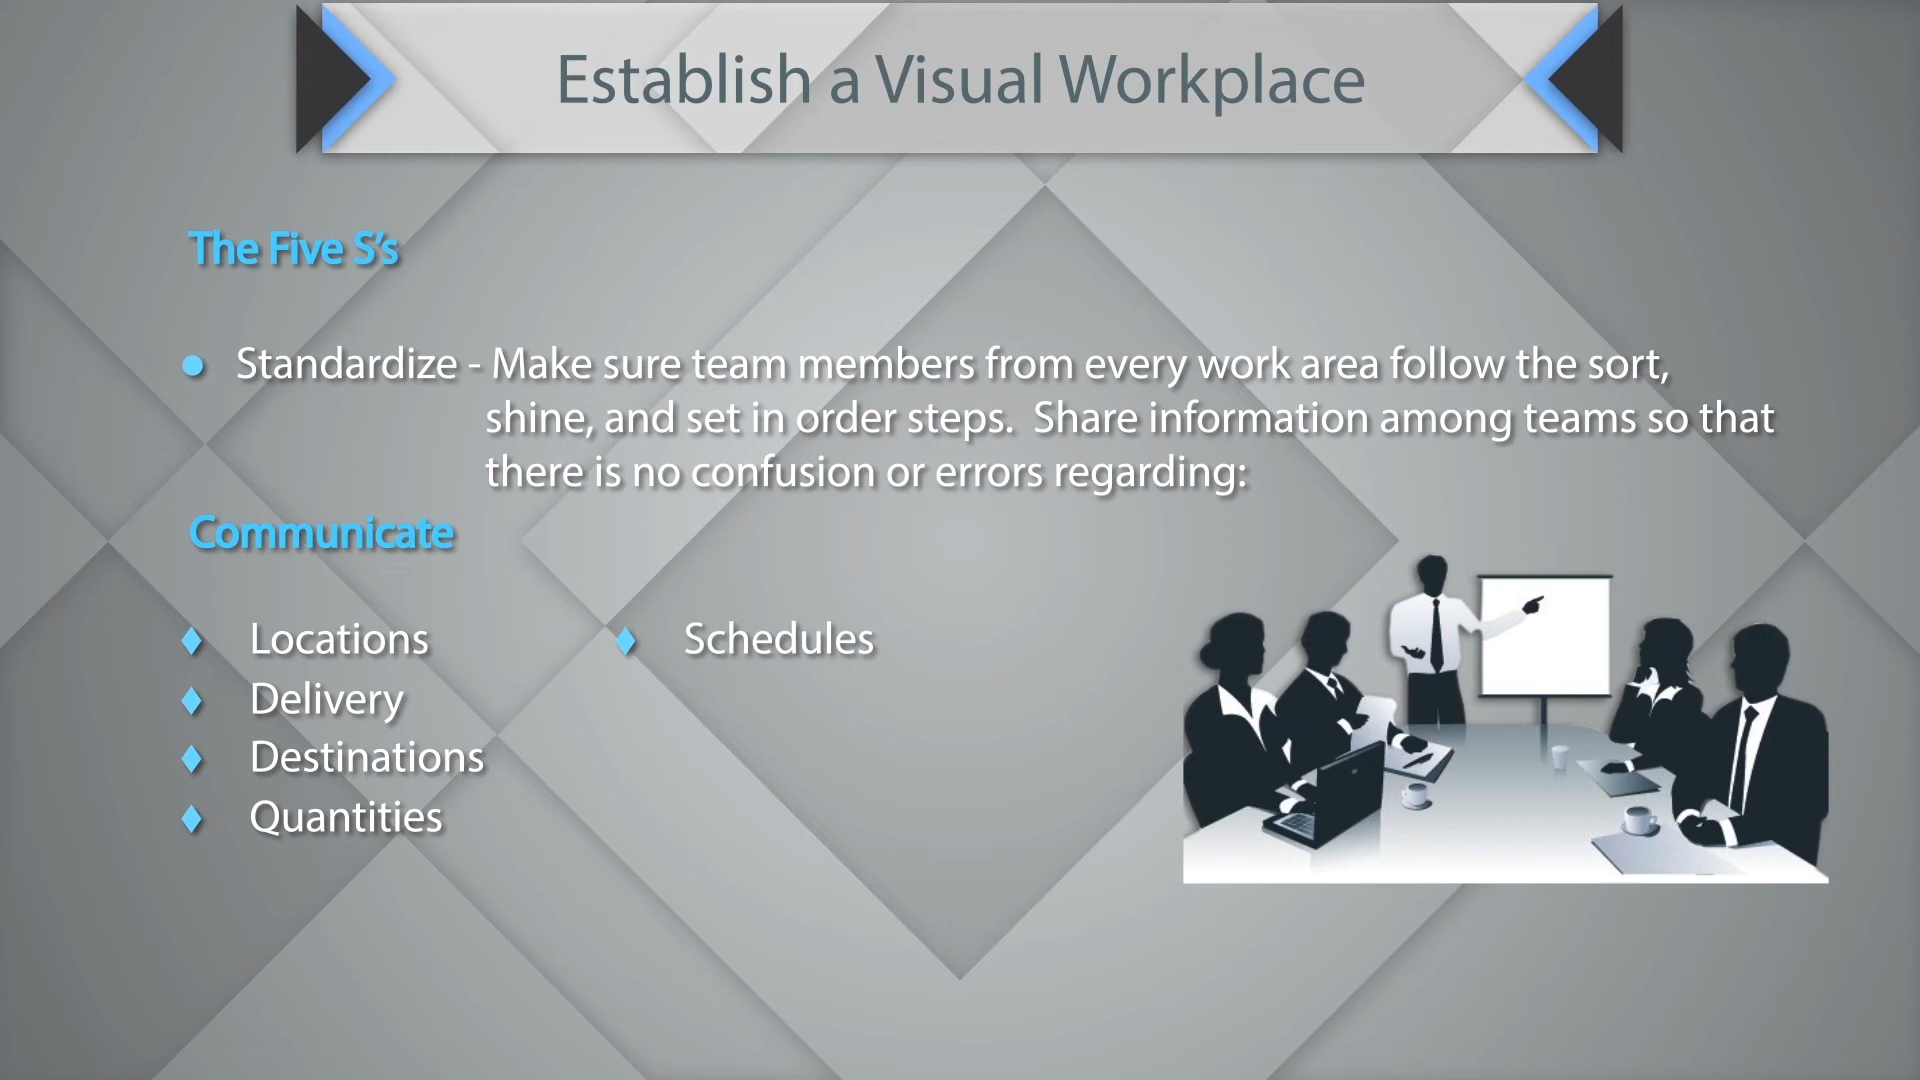 Establish a Visual Workplace
The Five S's
Standardize - Make sure team members from every work area follow the sort,
shine, and set in order steps.  Share information among teams so that
there is no confusion or errors regarding:
Communicate
Locations
Delivery
Destinations
Quantities
Schedules